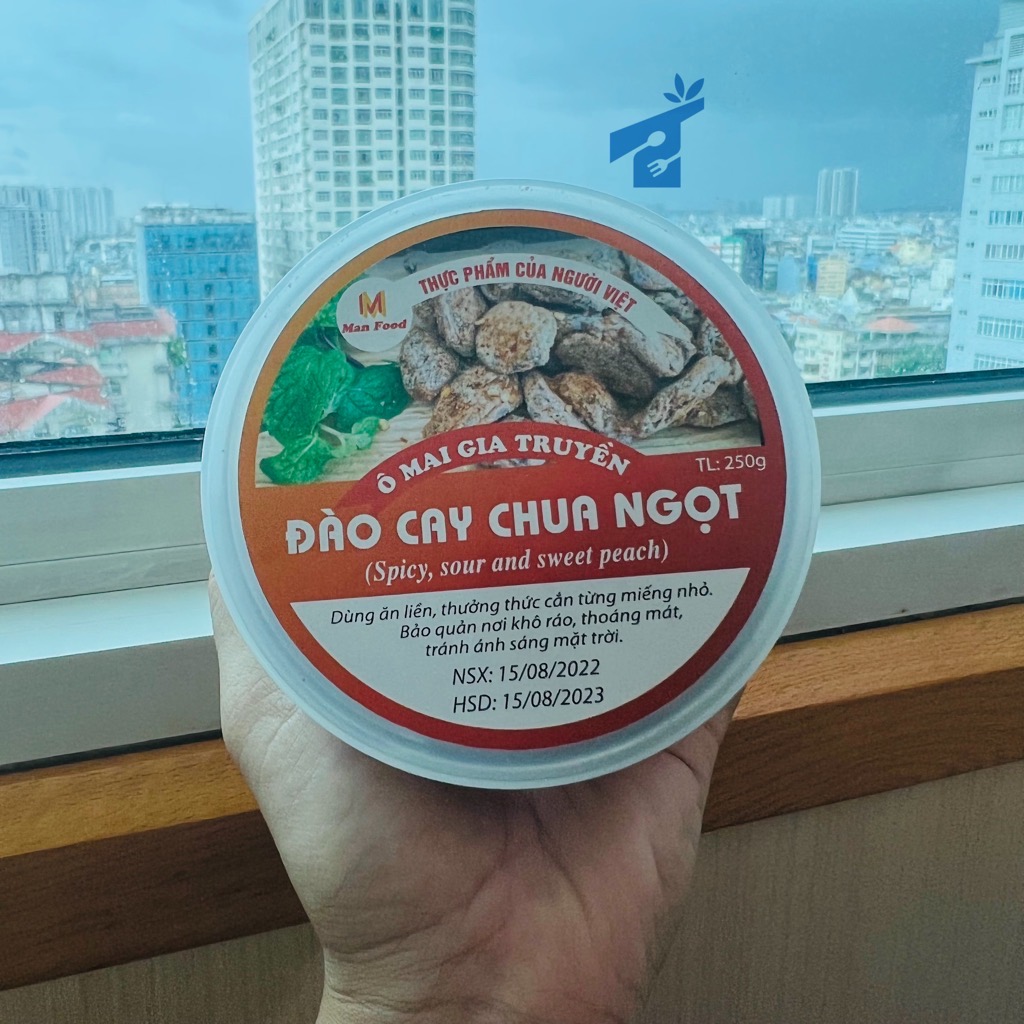 THỰC PHẨM CỦA NGƯỜI VIỆT
M
Man Food
Ô MAI GIA TRUYỀN
TL: 250g
ĐÀO CAY CHUA NGỌT
(Spicy, sour and sweet peach)
Dùng ăn liền, thưởng thức cắn từng miếng nhỏ.
Bảo quản nơi khô ráo, thoáng mát,
tránh ánh sáng mặt trời.
NSX: 15/08/2022
HSD: 15/08/2023